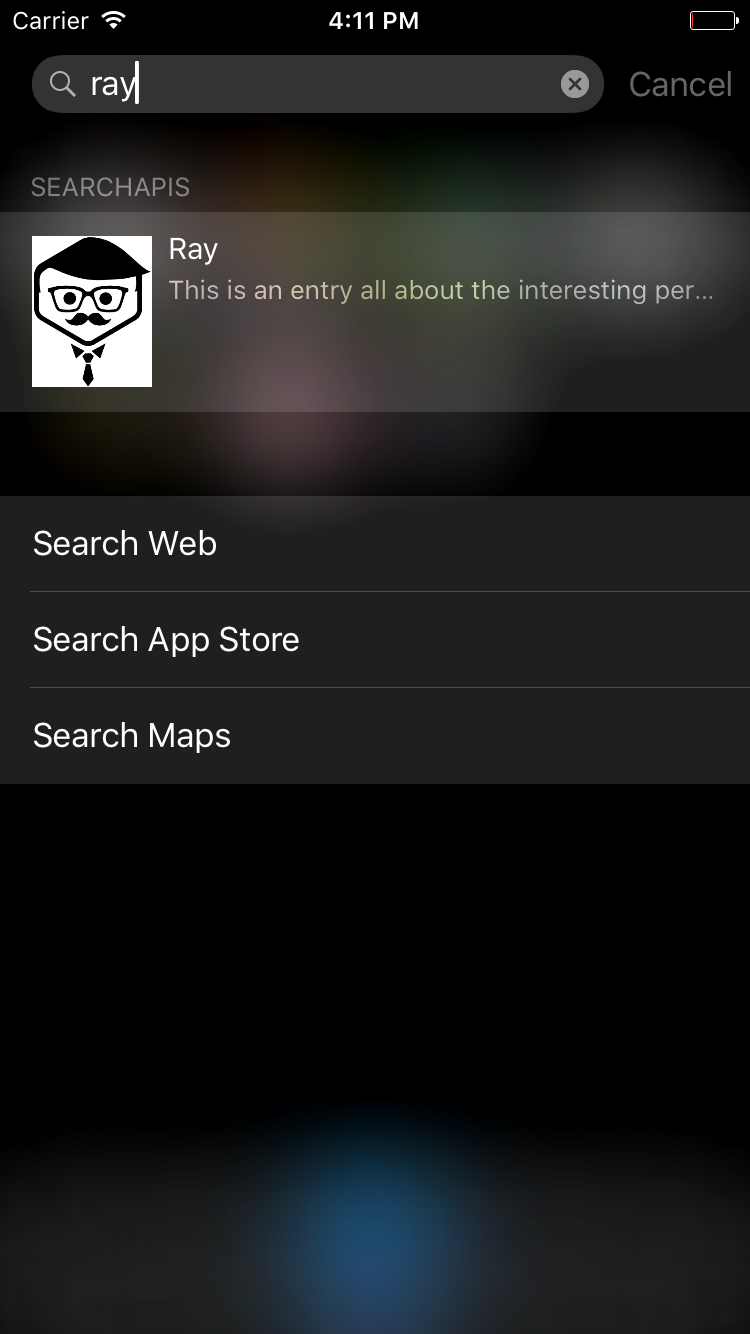 Carrier 4:11 PM
ray Cancel
SEARCHAPIS
Ray
This is an entry all about the interesting per...
Search Web
Search App Store
Search Maps